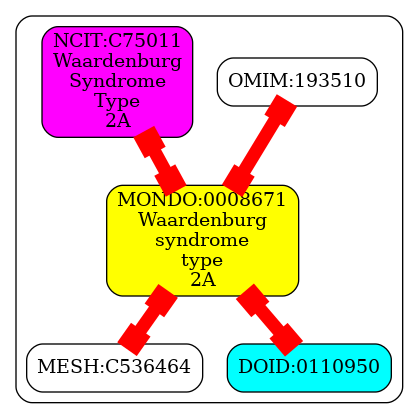 NCIT:C75011
Waardenburg
Syndrome
Type
2A
OMIM:193510
MONDO:0008671
Waardenburg
syndrome
type
2A
MESH:C536464
DOID:0110950